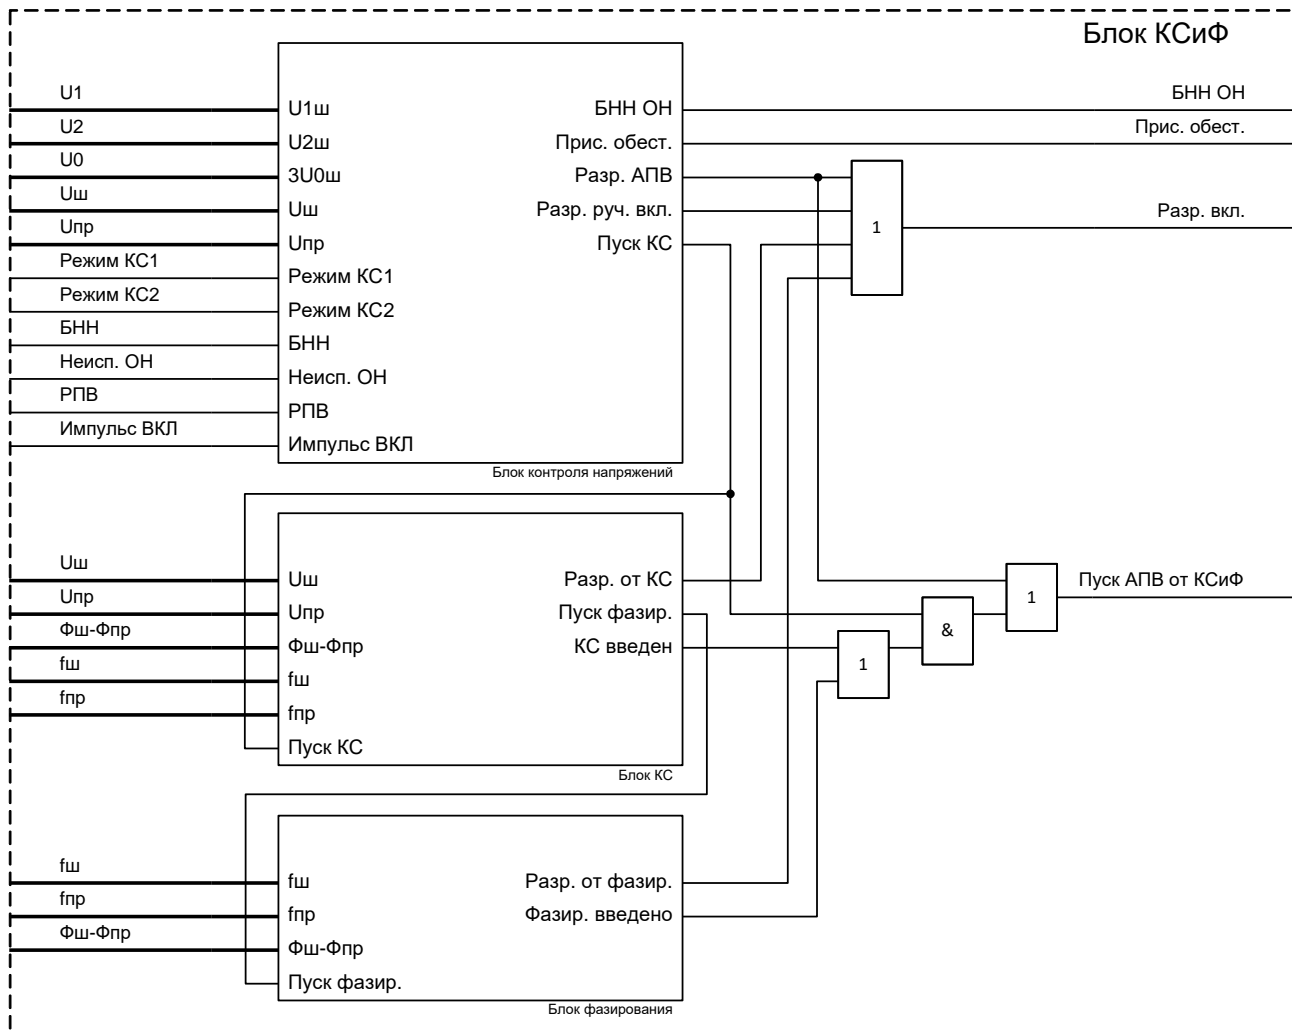 Блок КСиФ
U1
U2
U0
Uш
Uпр
Режим КС1
Режим КС2
БНН
Неисп. ОН
РПВ
Импульс ВКЛ
U1ш
U2ш
3U0ш
Uш
Uпр
Режим КС1
Режим КС2
БНН
Неисп. ОН
РПВ
Импульс ВКЛ
БНН ОН
Прис. обест.
Разр. АПВ
Разр. руч. вкл.
Пуск КС
Блок контроля напряжений
1
БНН ОН
Прис. обест.
Разр. вкл.
Uш
Uпр
Фш-Фпр
fш
fпр
Uш
Uпр
Фш-Фпр
fш
fпр
Пуск КС
Разр. от КС
Пуск фазир.
КС введен
Блок КС
1
&
1
Пуск АПВ от КСиФ
fш
fпр
Фш-Фпр
fш
fпр
Фш-Фпр
Пуск фазир.
Разр. от фазир.
Фазир. введено
Блок фазирования